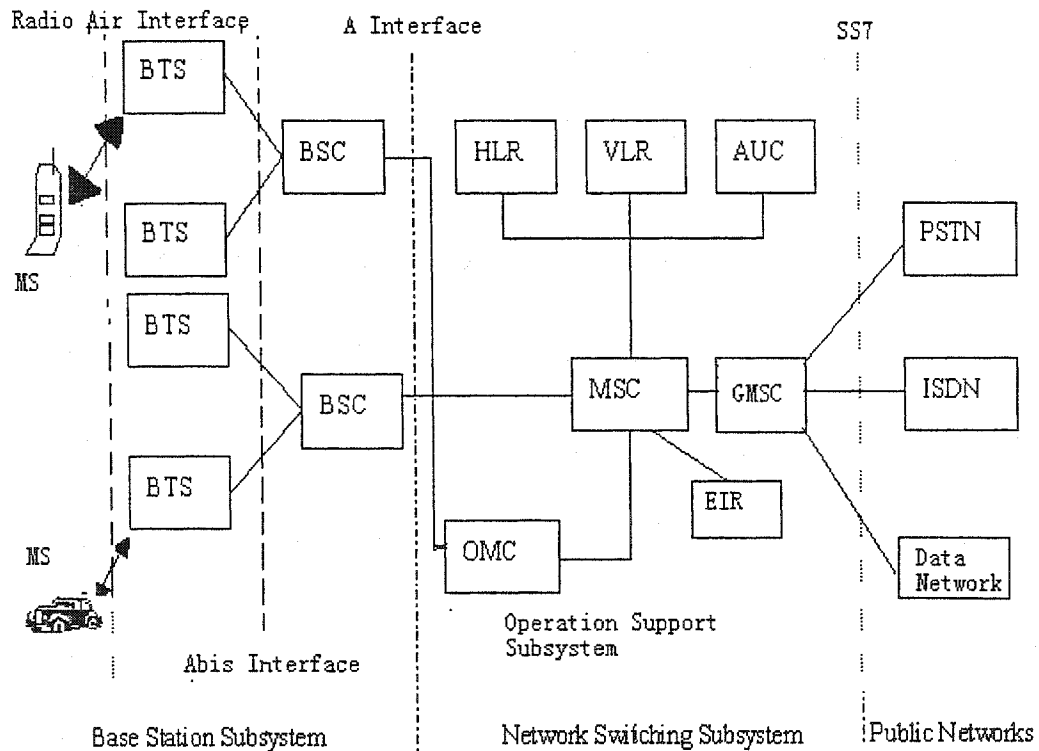 Radio Air Interface
A Interface
SS7
BTS
BSC
HLR
VLR
AUC
BTS
PSTN
MS
BTS
BSC
MSC
GMSC
ISDN
BTS
EIR
MS
OMC
Data
Network
Operation Support
Subsystem
Abis Interface
Base Station Subsystem
Network Switching Subsystem
Public Networks